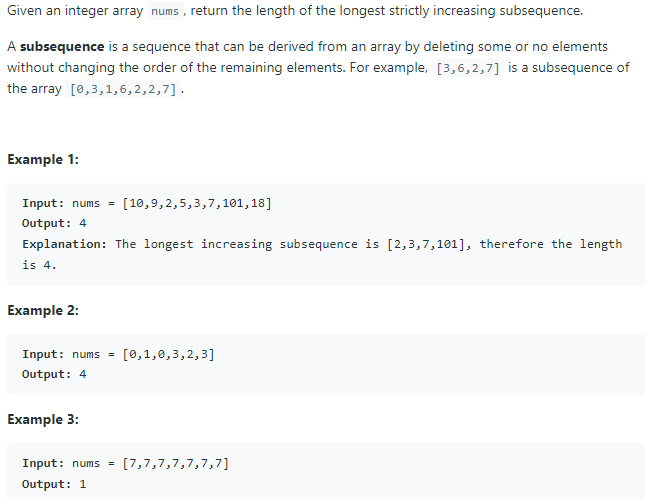 Given an integer array nums , return the length of the longest strictly increasing subsequence.
A subsequence is a sequence that can be derived from an array by deleting some or no elements
without changing the order of the remaining elements. For example, [3,6,2,7] is a subsequence of
the array [0,3,1,6,2,2,7] .
Example 1:
Input: nums = [10,9,2,5,3,7,101,18]
Output: 4
Explanation: The longest increasing subsequence is [2,3,7,101], therefore the length
is 4.
Example 2:
Input: nums = [0,1,0,3,2,3]
Output: 4
Example 3:
Input: nums = [7,7,7,7,7,7,7]
Output: 1